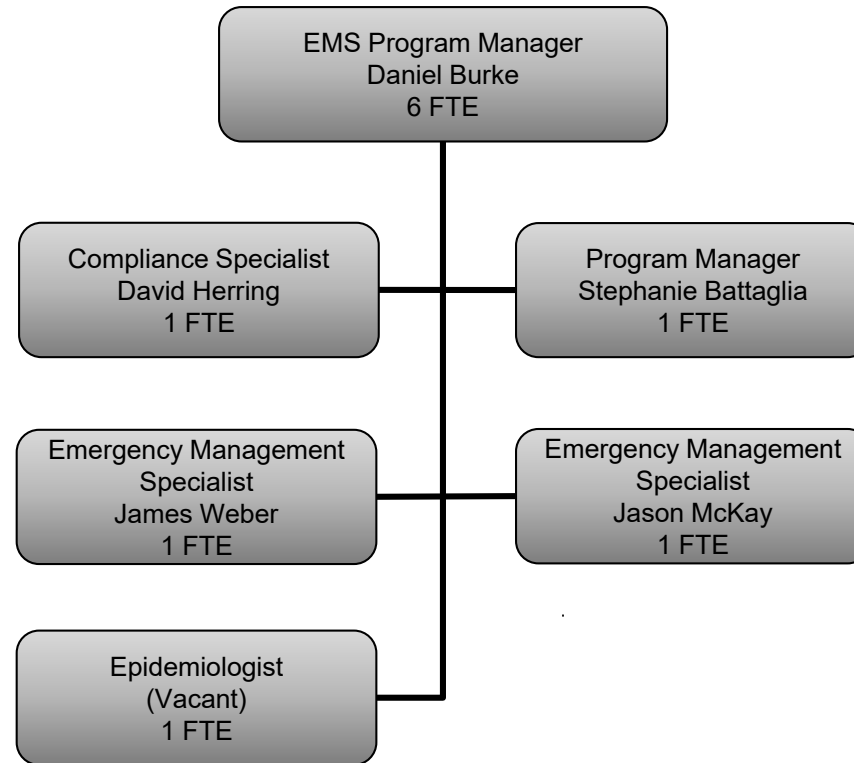 EMS Program Manager
Daniel Burke
6 FTE
Compliance Specialist
David Herring
1 FTE
Program Manager
Stephanie Battaglia
1 FTE
Emergency Management
Specialist
James Weber
1 FTE
Emergency Management
Specialist
Jason McKay
1 FTE
Epidemiologist
(Vacant)
1 FTE